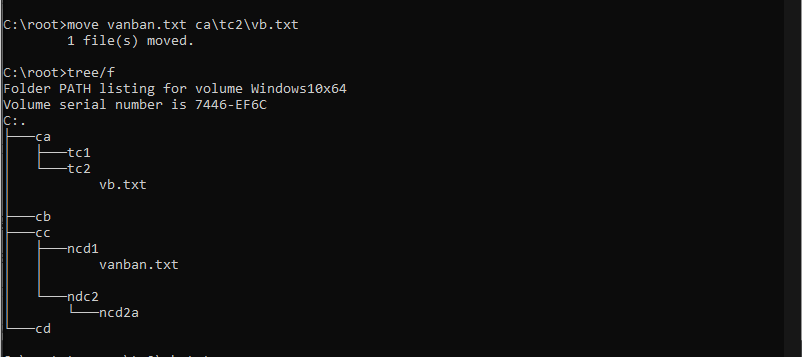 C:\root>move vanban.txt ca\tc2\vb.txt
        1 file(s) moved.
C:\root>tree/f
Folder PATH listing for volume Windows10x64
Volume serial number is 7446-EF6C
C:.
├───ca
│   ├───tc1
│   └───tc2
│           vb.txt
│
├───cb
├───cc
│   ├───ncd1
│   │       vanban.txt
│   │
│   └───ndc2
│       └───ncd2a
└───cd